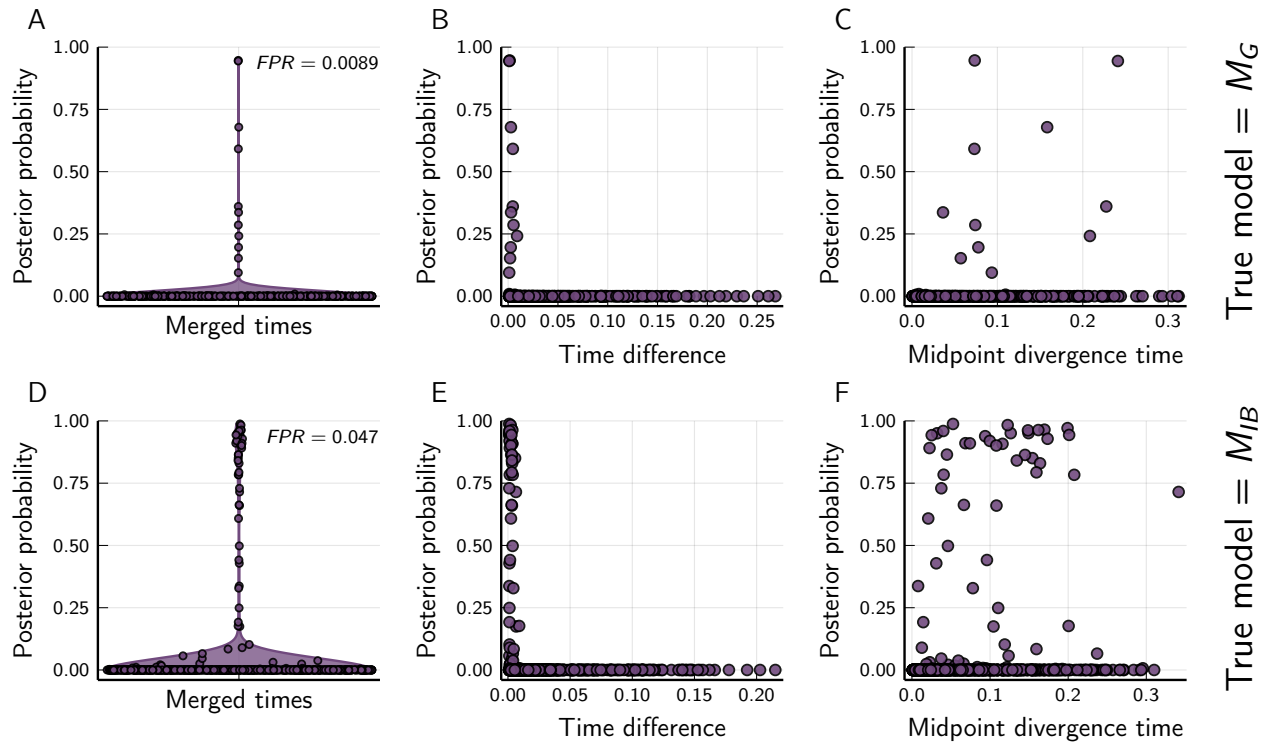 A
B
C
1.00
0.75
0.50
0.25
0.00
Posterior probability
FPR = 0.0089
Merged times
1.00
0.75
0.50
0.25
0.00
Posterior probability
0.00 0.05 0.10 0.15 0.20 0.25
Time difference
1.00
0.75
0.50
0.25
0.00
Posterior probability
0.0 0.1 0.2 0.3
Midpoint divergence time
True model = M_G
D
E
F
1.00
0.75
0.50
0.25
0.00
Posterior probability
FPR = 0.047
Merged times
1.00
0.75
0.50
0.25
0.00
Posterior probability
0.00 0.05 0.10 0.15 0.20
Time difference
1.00
0.75
0.50
0.25
0.00
Posterior probability
0.0 0.1 0.2 0.3
Midpoint divergence time
True model = M_IB